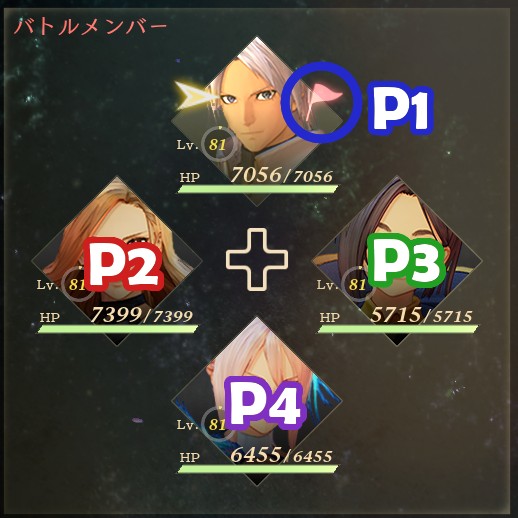 バトルメンバー
P1
Lv. 81
HP 7056/7056
P2
Lv. 81
HP 7399/7399
P3
Lv. 81
HP 5715/5715
P4
Lv. 81
HP 6455/6455